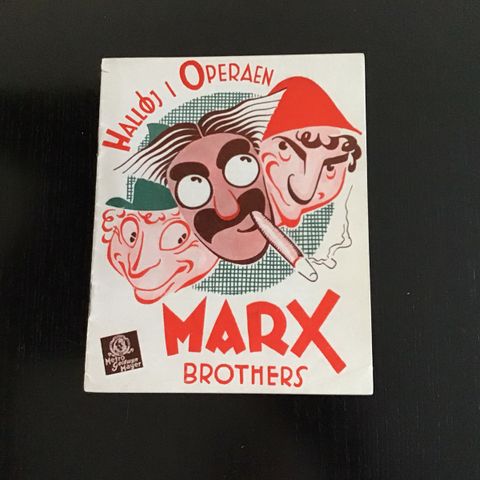 HALLØJ I OPERAEN
MARX
BROTHERS
Metro
Goldwyn
Mayer